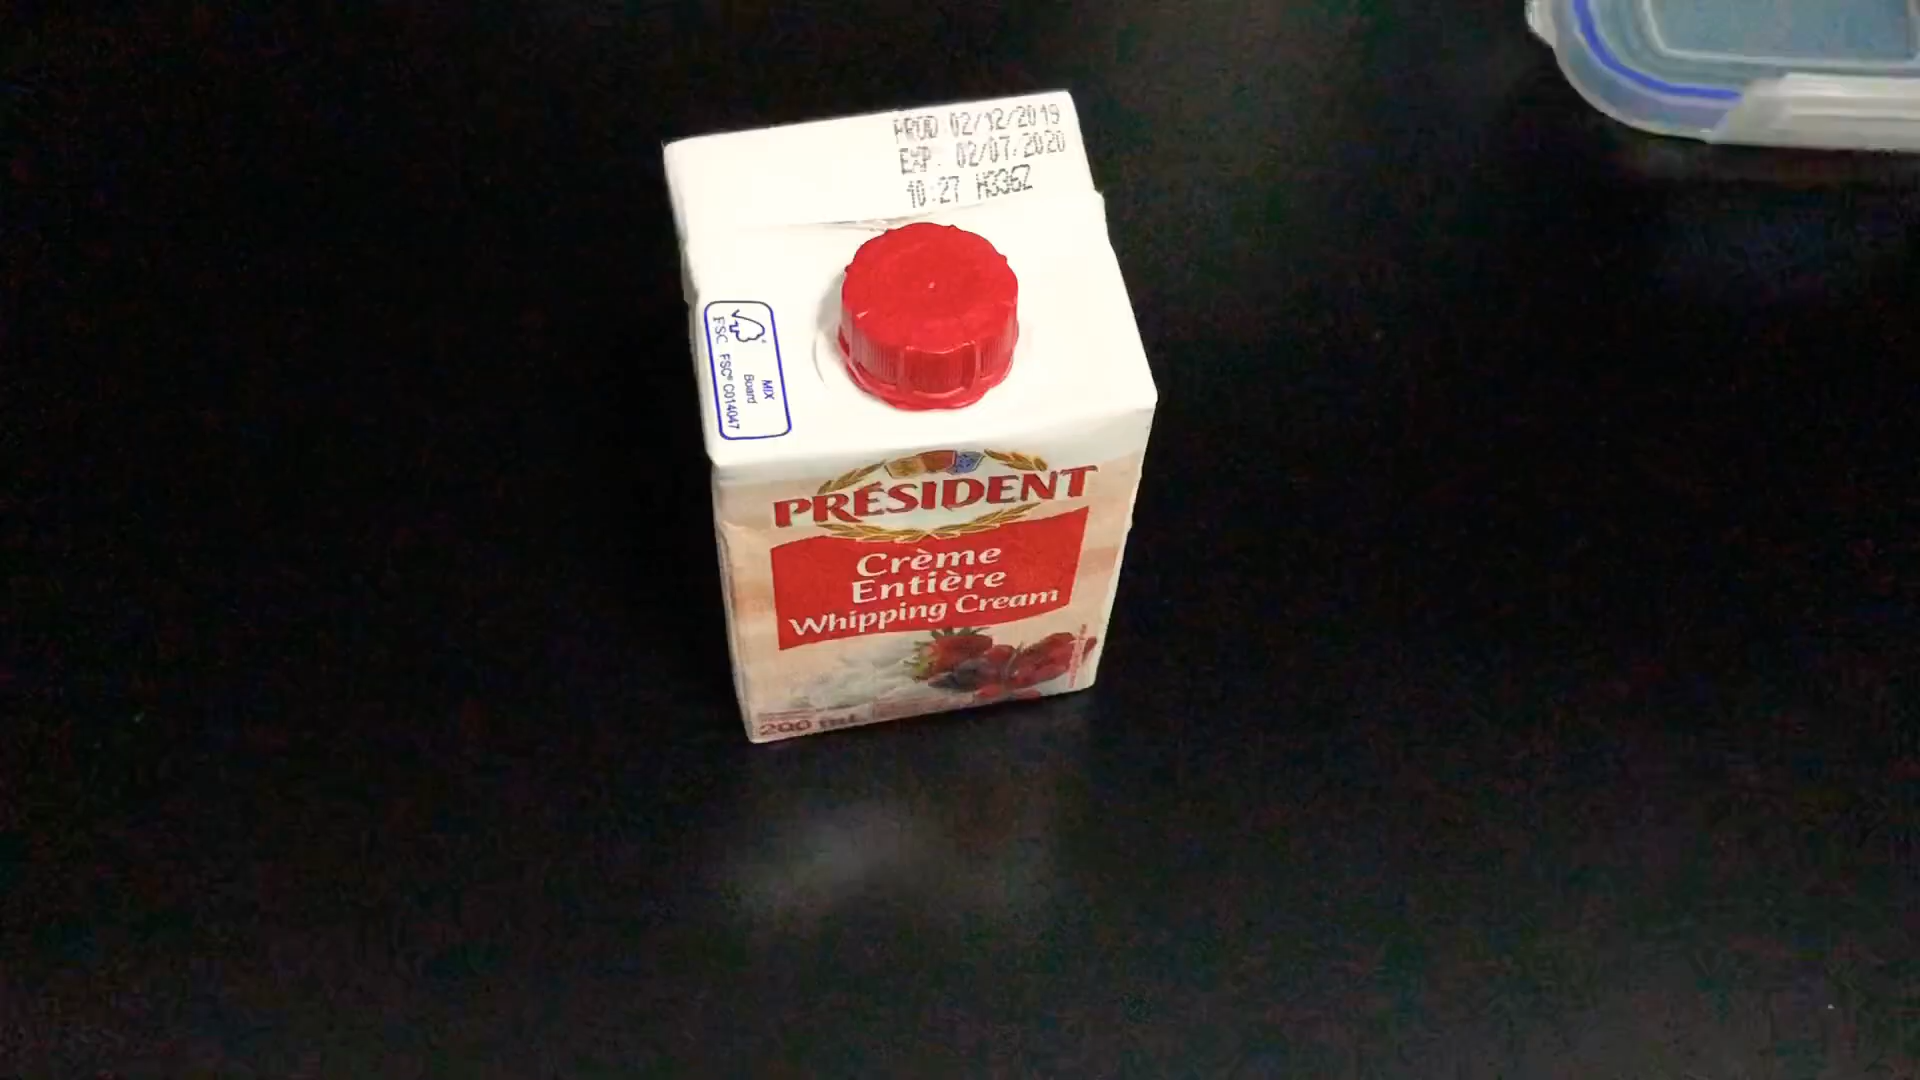 PROD 02/12/2019
EXP. 02/07/2020
10:27 H336Z
FSC
FSC® C014047
MIX
Board
PRÉSIDENT
Crème
Entière
Whipping Cream
200 mL